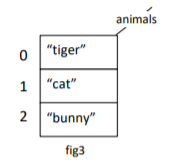 animals
0 "tiger"
1 "cat"
2 "bunny"
fig3